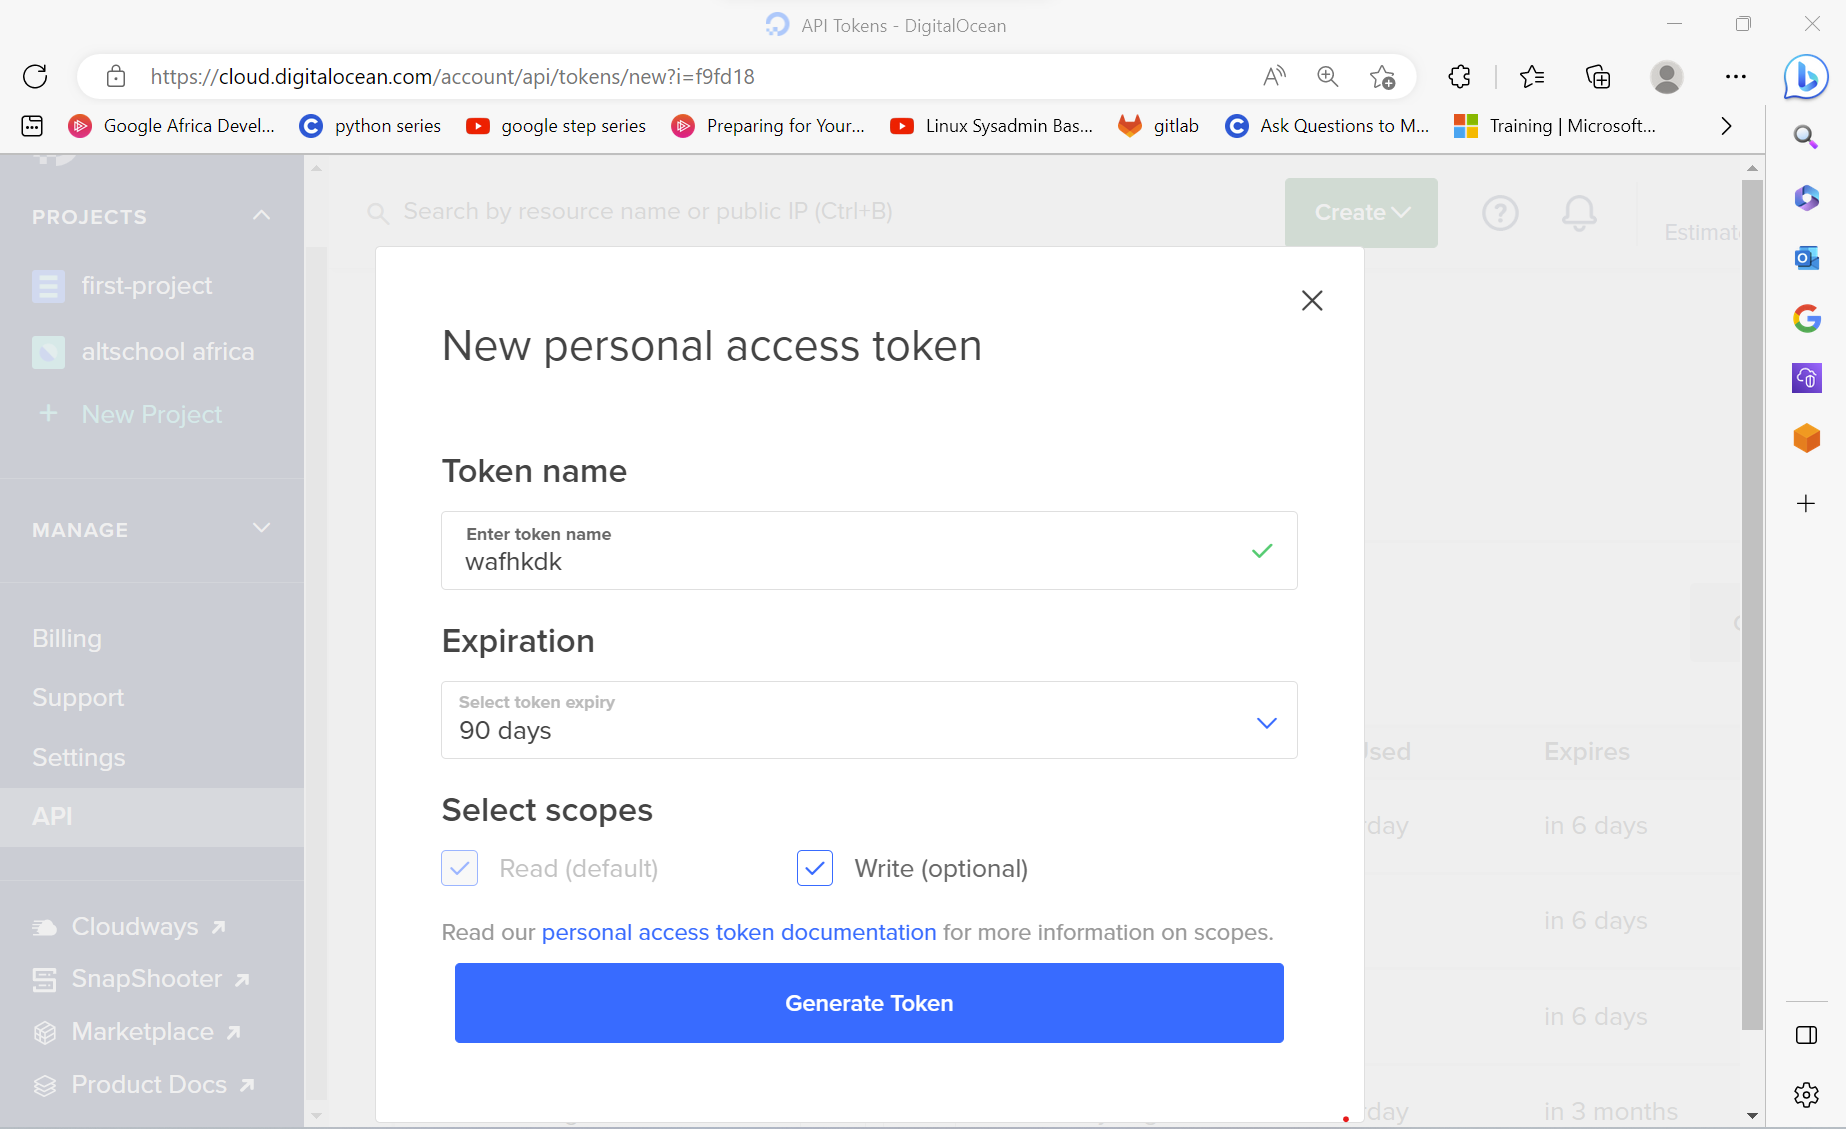 API Tokens - DigitalOcean
https://cloud.digitalocean.com/account/api/tokens/new?i=f9fd18
Google Africa Devel... python series google step series Preparing for Your... Linux Sysadmin Bas... gitlab Ask Questions to M... Training | Microsoft...
PROJECTS
first-project
altschool africa
+ New Project
MANAGE
Billing
Support
Settings
API
Cloudways
SnapShooter
Marketplace
Product Docs
Search by resource name or public IP (Ctrl+B)
Create
Estimat
New personal access token
Token name
Enter token name
wafhkdk
Expiration
Select token expiry
90 days
Select scopes
Read (default) Write (optional)
Read our personal access token documentation for more information on scopes.
Generate Token
Expires
in 6 days
in 6 days
in 6 days
in 3 months